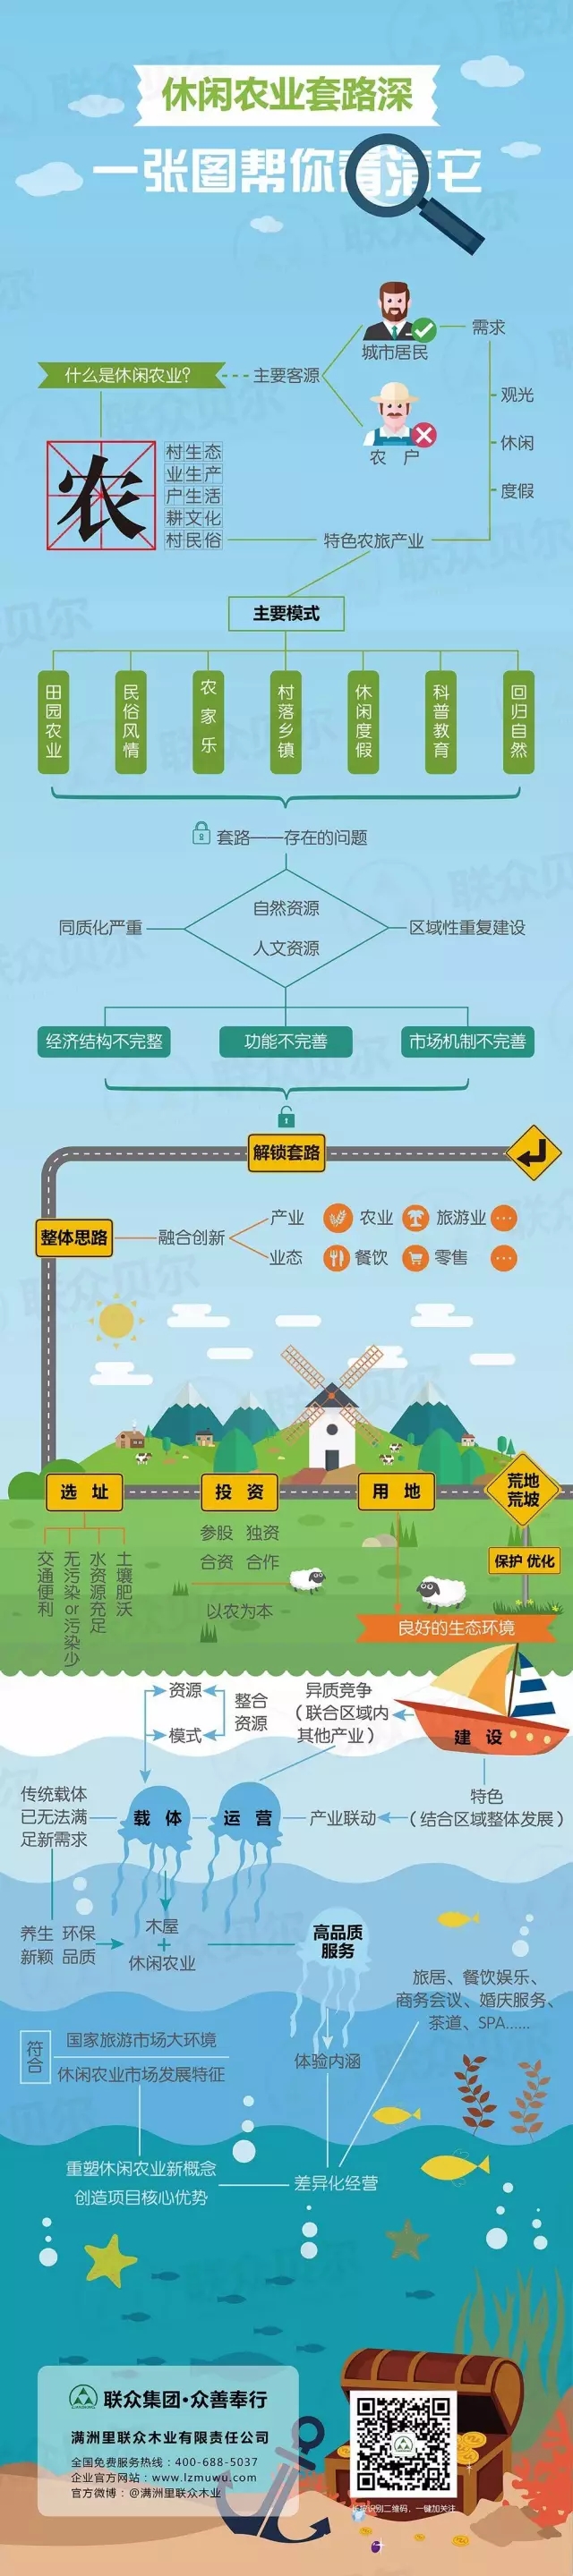 休闲农业套路深
一张图帮你看清它
城市居民
需求
什么是休闲农业?
主要客源
农 户
观光
休闲
度假
农
村生态
业生产
户生活
耕文化
村民俗
特色农旅产业
主要模式
田园农业
民俗风情
农家乐
村落乡镇
休闲度假
科普教育
回归自然
套路——存在的问题
自然资源
同质化严重
区域性重复建设
人文资源
经济结构不完整
功能不完善
市场机制不完善
解锁套路
整体思路
融合创新
产业
农业
旅游业
业态
餐饮
零售
选 址
投 资
用 地
荒地
荒坡
参股 独资
合资 合作
以农为本
保护 优化
交通便利
无污染or污染少
水资源充足
土壤肥沃
良好的生态环境
资源
模式
整合
资源
异质竞争
(联合区域内
其他产业)
建 设
传统载体
已无法满
足新需求
载 体
运 营
产业联动
特色
(结合区域整体发展)
养生 环保
新颖 品质
木屋
+
休闲农业
高品质
服务
旅居、餐饮娱乐、
商务会议、婚庆服务、
茶道、SPA......
符合
国家旅游市场大环境
休闲农业市场发展特征
体验内涵
重塑休闲农业新概念
创造项目核心优势
差异化经营
联众集团·众善奉行
满洲里联众木业有限责任公司
全国免费服务热线:400-688-5037
企业官方网站:www.lzmuwu.com
官方微博:@满洲里联众木业
长按识别二维码,一键加关注
联众贝尔